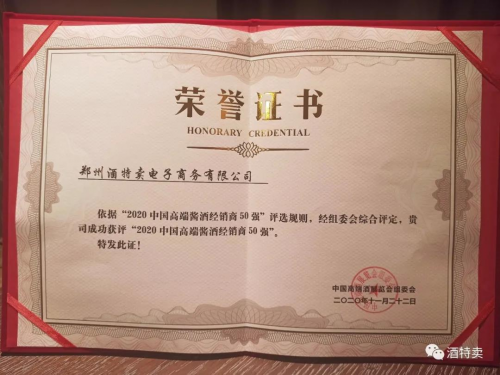 荣誉证书
HONORARY CREDENTIAL
郑州酒特卖电子商务有限公司
依据“2020中国高端酱酒经销商50强”评选规则，经组委会综合评定，贵
司成功获评“2020中国高端酱酒经销商50强”。
特发此证！
中国高端酒展览会组委会
二〇二〇年十一月二十二日
酒特卖